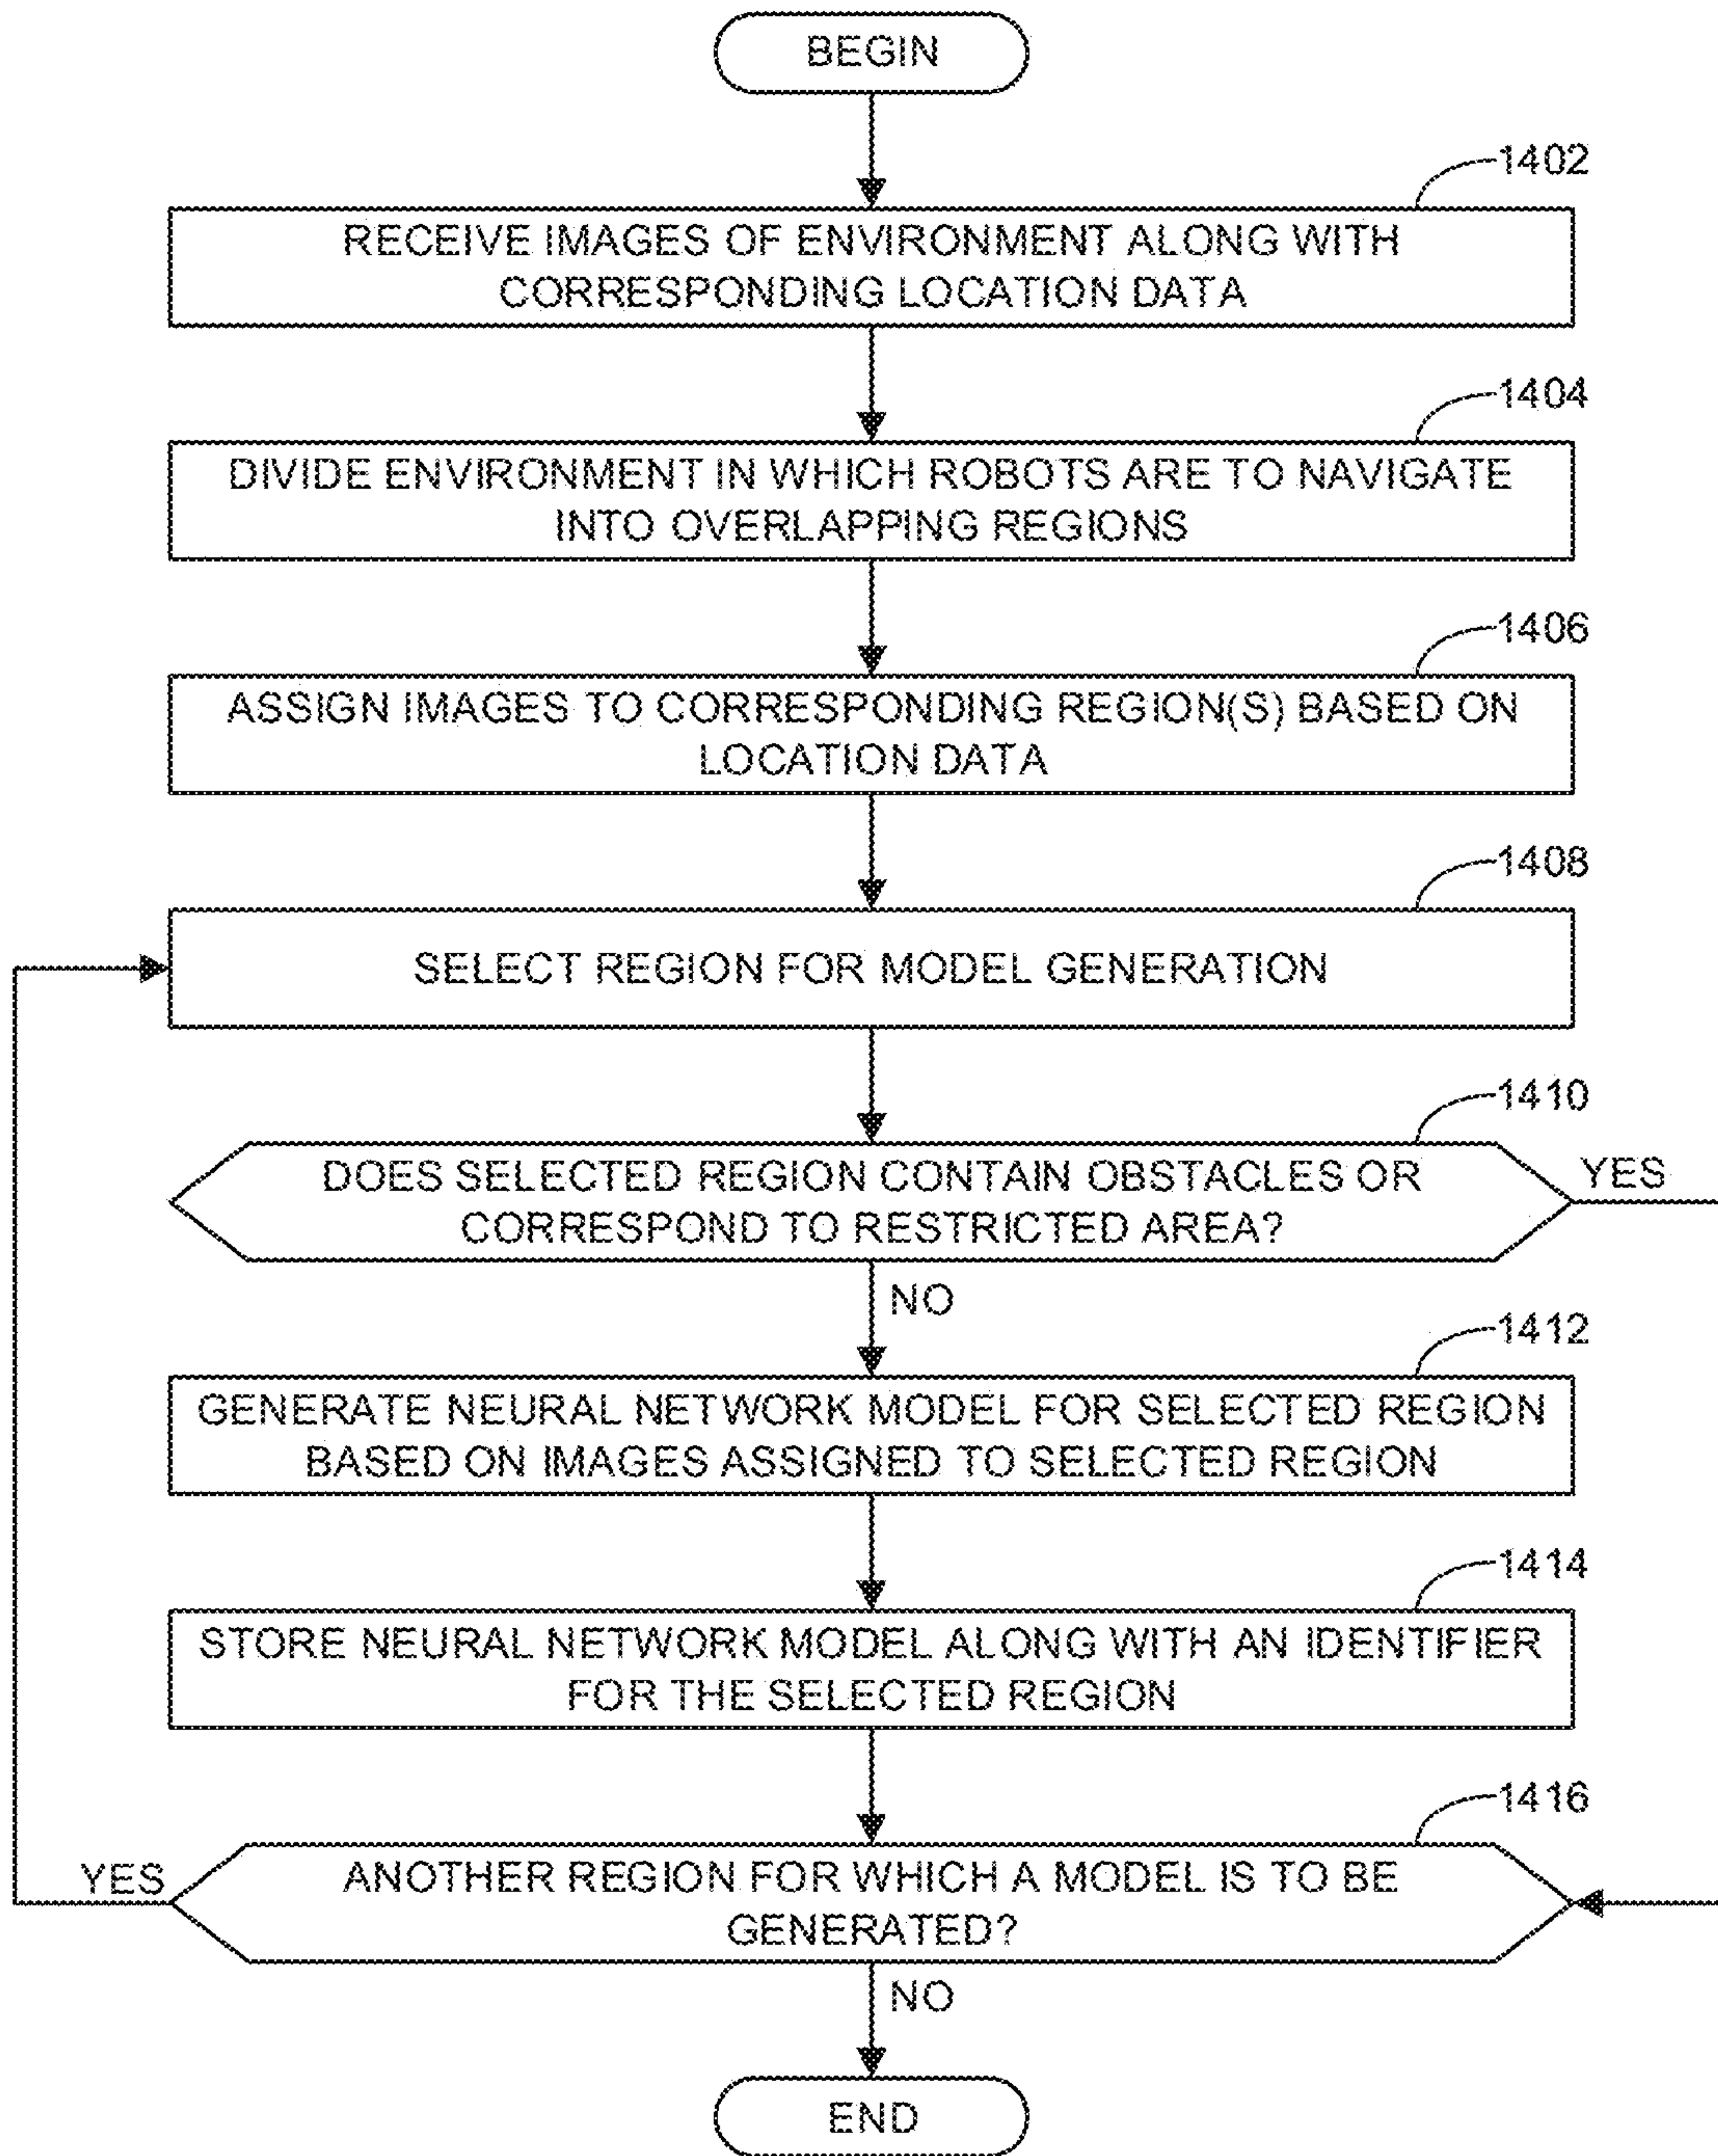 BEGIN
1402
RECEIVE IMAGES OF ENVIRONMENT ALONG WITH
CORRESPONDING LOCATION DATA
1404
DIVIDE ENVIRONMENT IN WHICH ROBOTS ARE TO NAVIGATE
INTO OVERLAPPING REGIONS
1406
ASSIGN IMAGES TO CORRESPONDING REGION(S) BASED ON
LOCATION DATA
1408
SELECT REGION FOR MODEL GENERATION
1410
DOES SELECTED REGION CONTAIN OBSTACLES OR
CORRESPOND TO RESTRICTED AREA?
YES
NO
1412
GENERATE NEURAL NETWORK MODEL FOR SELECTED REGION
BASED ON IMAGES ASSIGNED TO SELECTED REGION
1414
STORE NEURAL NETWORK MODEL ALONG WITH AN IDENTIFIER
FOR THE SELECTED REGION
1416
YES
ANOTHER REGION FOR WHICH A MODEL IS TO BE
GENERATED?
NO
END